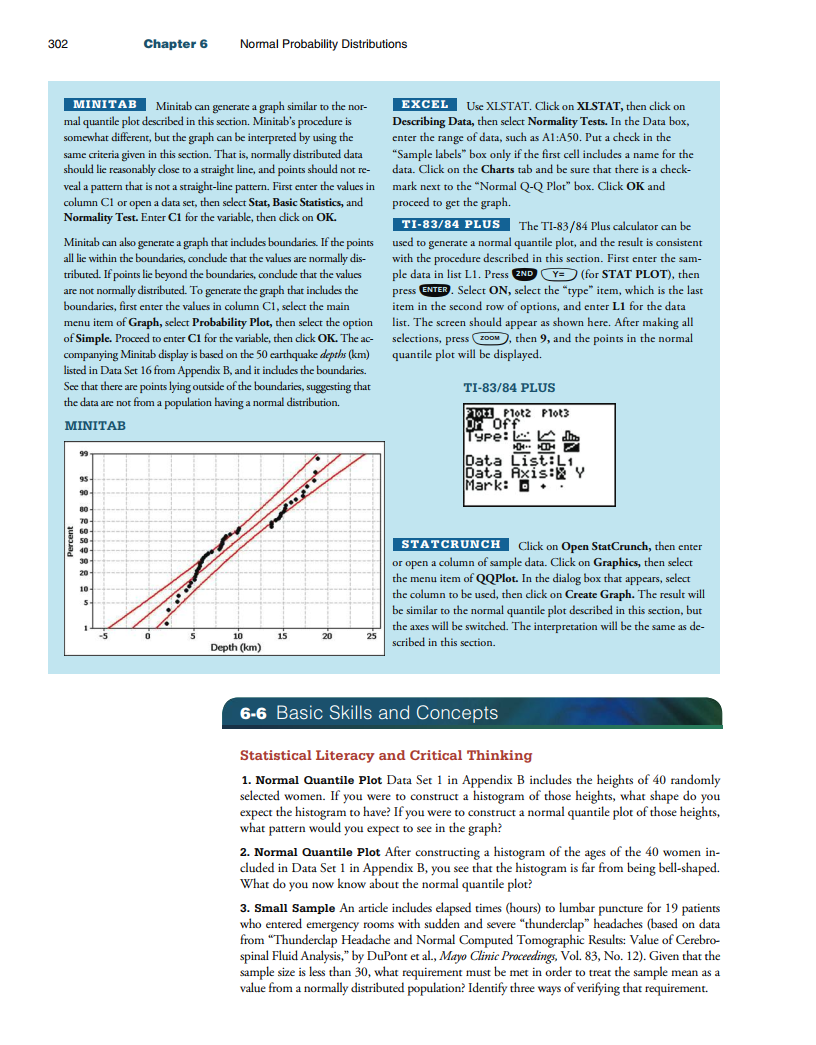 302 Chapter 6 Normal Probability Distributions
MINITAB Minitab can generate a graph similar to the nor-
mal quantile plot described in this section. Minitab's procedure is
somewhat different, but the graph can be interpreted by using the
same criteria given in this section. That is, normally distributed data
should lie reasonably close to a straight line, and points should not re-
veal a pattern that is not a straight-line pattern. First enter the values in
column C1 or open a data set, then select Stat, Basic Statistics, and
Normality Test. Enter C1 for the variable, then click on OK.
Minitab can also generate a graph that includes boundaries. If the points
all lie within the boundaries, conclude that the values are normally dis-
tributed. If points lie beyond the boundaries, conclude that the values
are not normally distributed. To generate the graph that includes the
boundaries, first enter the values in column C1, select the main
menu item of Graph, select Probability Plot, then select the option
of Simple. Proceed to enter C1 for the variable, then click OK. The ac-
companying Minitab display is based on the 50 earthquake depths (km)
listed in Data Set 16 from Appendix B, and it includes the boundaries.
See that there are points lying outside of the boundaries, suggesting that
the data are not from a population having a normal distribution.
MINITAB
99
95
90
80
70
60
50
40
30
20
10
5
1
Percent
-5 0 5 10 15 20 25
Depth (km)
EXCEL Use XLSTAT. Click on XLSTAT, then click on
Describing Data, then select Normality Tests. In the Data box,
enter the range of data, such as A1:A50. Put a check in the
"Sample labels" box only if the first cell includes a name for the
data. Click on the Charts tab and be sure that there is a check-
mark next to the "Normal Q-Q Plot" box. Click OK and
proceed to get the graph.
TI-83/84 PLUS The TI-83/84 Plus calculator can be
used to generate a normal quantile plot, and the result is consistent
with the procedure described in this section. First enter the sam-
ple data in list L1. Press 2ND Y= (for STAT PLOT), then
press ENTER. Select ON, select the "type" item, which is the last
item in the second row of options, and enter L1 for the data
list. The screen should appear as shown here. After making all
selections, press ZOOM, then 9, and the points in the normal
quantile plot will be displayed.
TI-83/84 PLUS
Plot1 Plot2 Plot3
On Off
Type:
Data List:L1
Data Axis:X Y
Mark:
STATCRUNCH Click on Open StatCrunch, then enter
or open a column of sample data. Click on Graphics, then select
the menu item of QQPlot. In the dialog box that appears, select
the column to be used, then click on Create Graph. The result will
be similar to the normal quantile plot described in this section, but
the axes will be switched. The interpretation will be the same as de-
scribed in this section.
6-6 Basic Skills and Concepts
Statistical Literacy and Critical Thinking
1. Normal Quantile Plot Data Set 1 in Appendix B includes the heights of 40 randomly
selected women. If you were to construct a histogram of those heights, what shape do you
expect the histogram to have? If you were to construct a normal quantile plot of those heights,
what pattern would you expect to see in the graph?
2. Normal Quantile Plot After constructing a histogram of the ages of the 40 women in-
cluded in Data Set 1 in Appendix B, you see that the histogram is far from being bell-shaped.
What do you now know about the normal quantile plot?
3. Small Sample An article includes elapsed times (hours) to lumbar puncture for 19 patients
who entered emergency rooms with sudden and severe "thunderclap" headaches (based on data
from "Thunderclap Headache and Normal Computed Tomographic Results: Value of Cerebro-
spinal Fluid Analysis," by DuPont et al., Mayo Clinic Proceedings, Vol. 83, No. 12). Given that the
sample size is less than 30, what requirement must be met in order to treat the sample mean as a
value from a normally distributed population? Identify three ways of verifying that requirement.